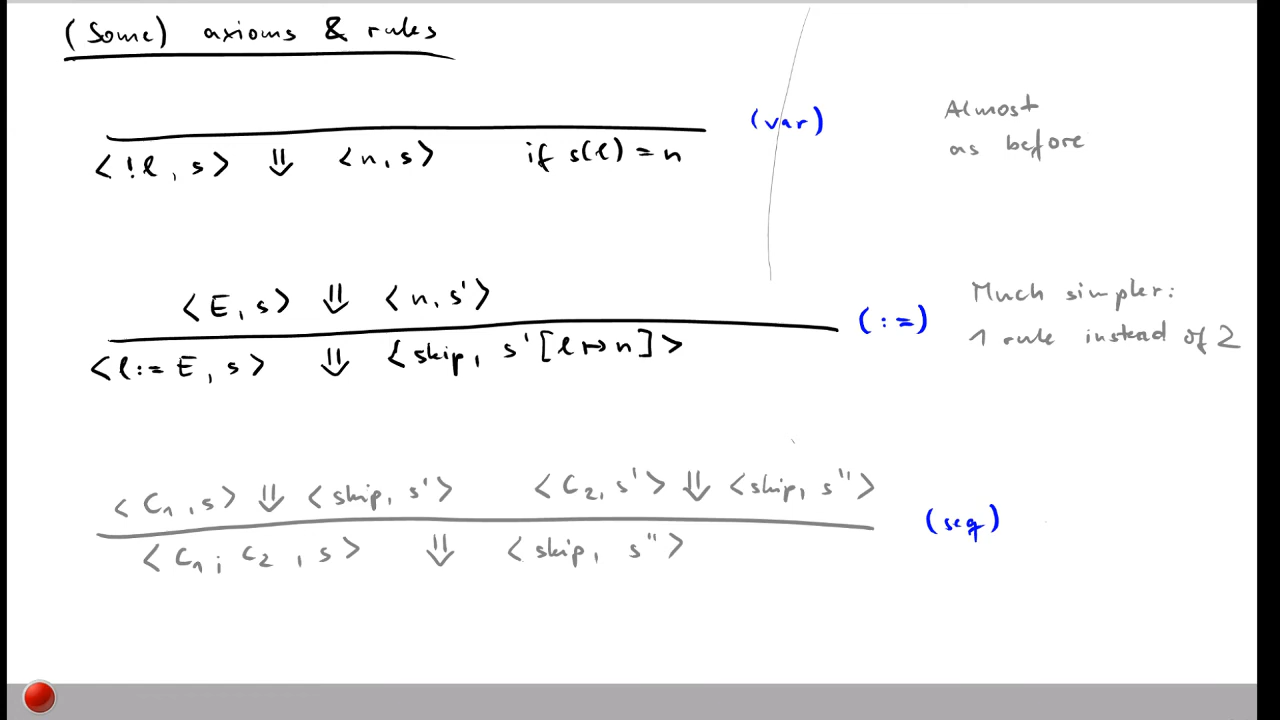 (Some) axioms & rules
(var)
Almost
as before
<!l, s> ⇓ <n, s> if s(l) = n
<E, s> ⇓ <n, s'>
(:=)
Much simpler:
1 rule instead of 2
<l:= E, s> ⇓ <skip, s'[l ↦ n]>
<C₁, s> ⇓ <skip, s'> <C₂, s'> ⇓ <skip, s''>
(seq)
<C₁; C₂, s> ⇓ <skip, s''>